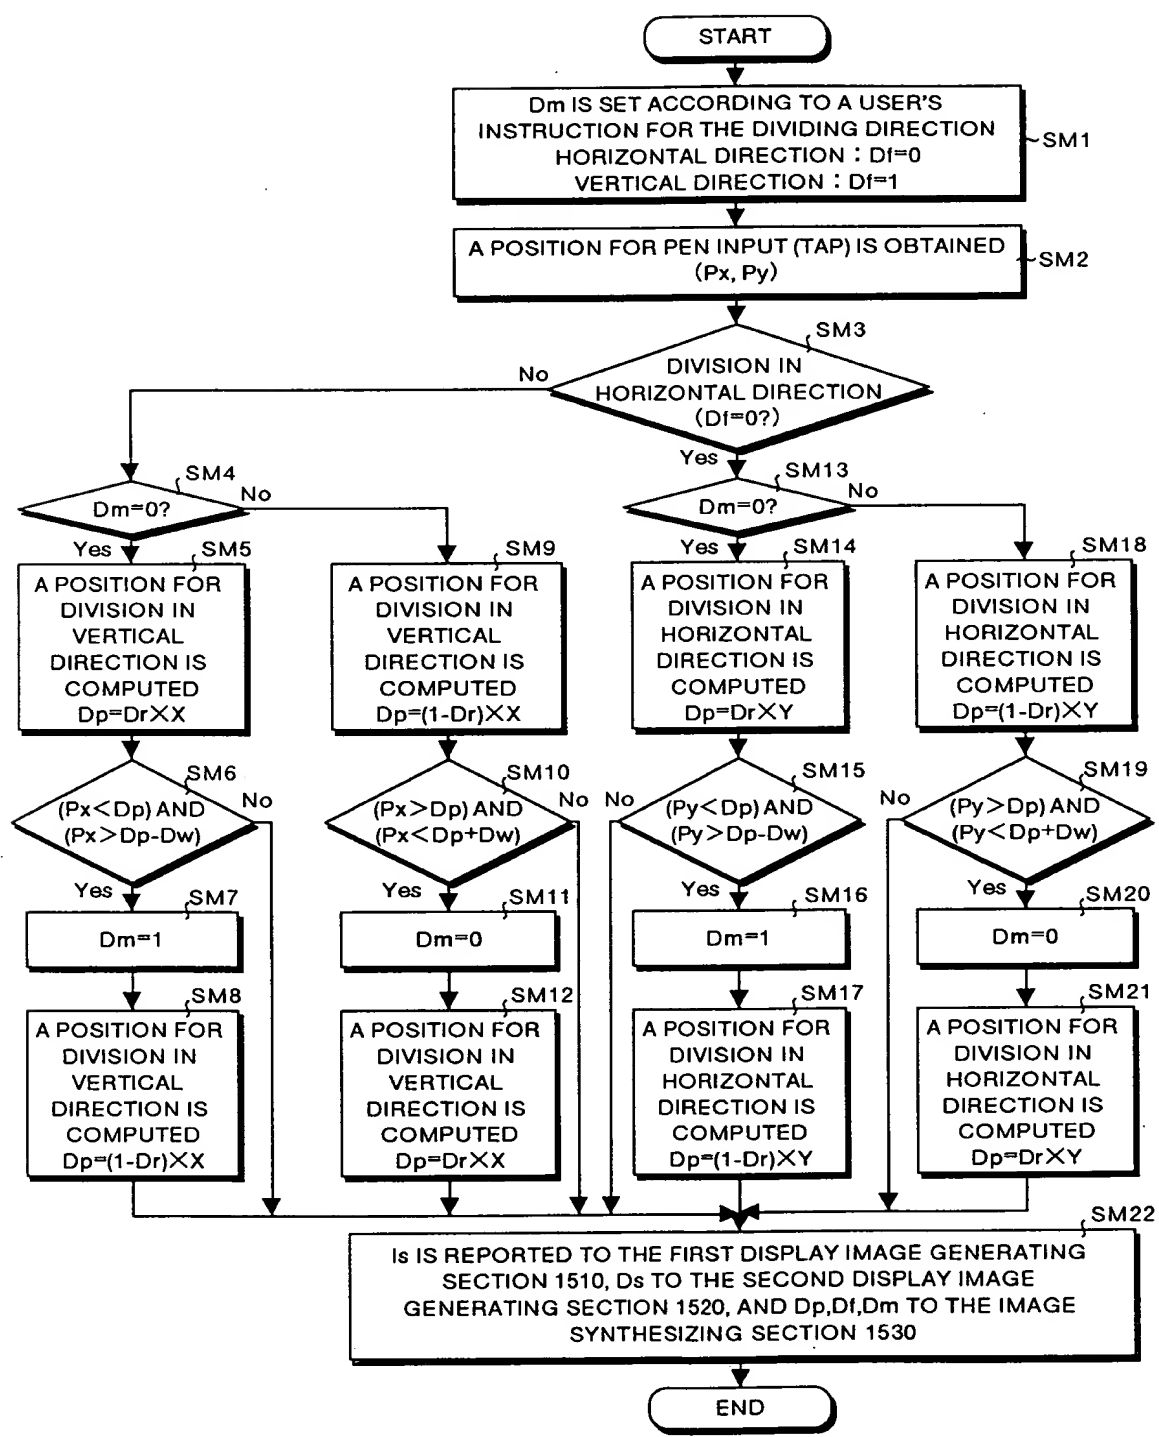 START
Dm IS SET ACCORDING TO A USER'S
INSTRUCTION FOR THE DIVIDING DIRECTION
HORIZONTAL DIRECTION : Df=0
VERTICAL DIRECTION : Df=1
SM1
A POSITION FOR PEN INPUT (TAP) IS OBTAINED
(Px, Py)
SM2
SM3
DIVISION IN
HORIZONTAL DIRECTION
(Df=0?)
No
Yes
SM4
Dm=0?
No
Yes
SM13
Dm=0?
No
Yes
SM5
A POSITION FOR
DIVISION IN
VERTICAL
DIRECTION IS
COMPUTED
Dp=Dr×X
SM9
A POSITION FOR
DIVISION IN
VERTICAL
DIRECTION IS
COMPUTED
Dp=(1-Dr)×X
SM14
A POSITION FOR
DIVISION IN
HORIZONTAL
DIRECTION IS
COMPUTED
Dp=Dr×Y
SM18
A POSITION FOR
DIVISION IN
HORIZONTAL
DIRECTION IS
COMPUTED
Dp=(1-Dr)×Y
SM6
(Px<Dp) AND
(Px>Dp-Dw)
No
Yes
SM10
(Px>Dp) AND
(Px<Dp+Dw)
No
Yes
SM15
(Py<Dp) AND
(Py>Dp-Dw)
No
Yes
SM19
(Py>Dp) AND
(Py<Dp+Dw)
No
Yes
SM7
Dm=1
SM11
Dm=0
SM16
Dm=1
SM20
Dm=0
SM8
A POSITION FOR
DIVISION IN
VERTICAL
DIRECTION IS
COMPUTED
Dp=(1-Dr)×X
SM12
A POSITION FOR
DIVISION IN
VERTICAL
DIRECTION IS
COMPUTED
Dp=Dr×X
SM17
A POSITION FOR
DIVISION IN
HORIZONTAL
DIRECTION IS
COMPUTED
Dp=(1-Dr)×Y
SM21
A POSITION FOR
DIVISION IN
HORIZONTAL
DIRECTION IS
COMPUTED
Dp=Dr×Y
SM22
Is IS REPORTED TO THE FIRST DISPLAY IMAGE GENERATING
SECTION 1510, Ds TO THE SECOND DISPLAY IMAGE
GENERATING SECTION 1520, AND Dp,Df,Dm TO THE IMAGE
SYNTHESIZING SECTION 1530
END